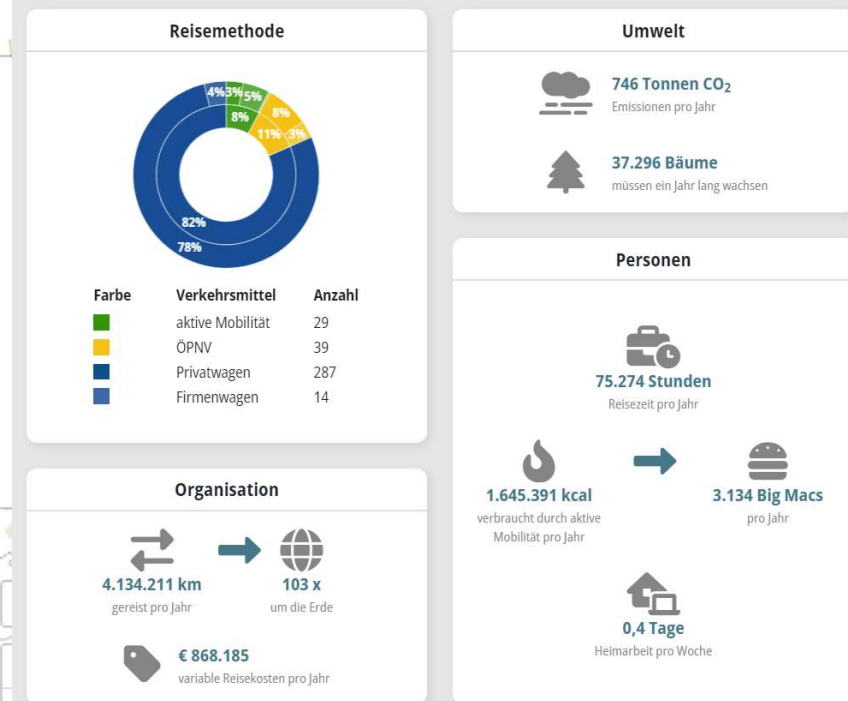 Reisemethode
4%
3%
5%
8%
8%
11%
3%
82%
78%
Farbe Verkehrsmittel Anzahl
aktive Mobilität 29
ÖPNV 39
Privatwagen 287
Firmenwagen 14
Organisation
4.134.211 km
gereist pro Jahr
103 x
um die Erde
€ 868.185
variable Reisekosten pro Jahr
Umwelt
746 Tonnen CO₂
Emissionen pro Jahr
37.296 Bäume
müssen ein Jahr lang wachsen
Personen
75.274 Stunden
Reisezeit pro Jahr
1.645.391 kcal
verbraucht durch aktive
Mobilität pro Jahr
3.134 Big Macs
pro Jahr
0,4 Tage
Heimarbeit pro Woche